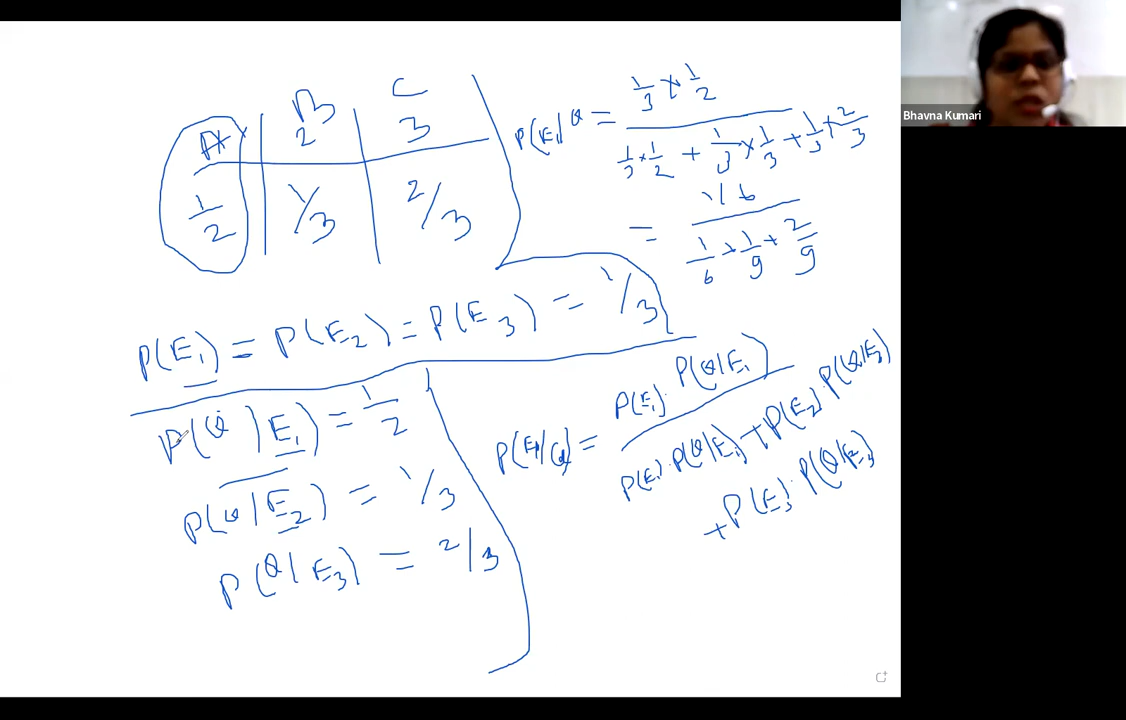 A | B 2 | C 3
1/2 | 1/3 | 2/3
P(E1) = P(E2) = P(E3) = 1/3
P(Q|E1) = 1/2
P(Q|E2) = 1/3
P(Q|E3) = 2/3
P(E1|Q = (1/3 × 1/2) / (1/3 × 1/2 + 1/3 × 1/3 + 1/3 × 2/3)
= (1/6) / (1/6 + 1/9 + 2/9)
P(E1/Q) = P(E1). P(Q|E1) / P(E1). P(Q|E1) + P(E2). P(Q|E2)
+ P(E3). P(Q|E3)
Bhavna Kumari